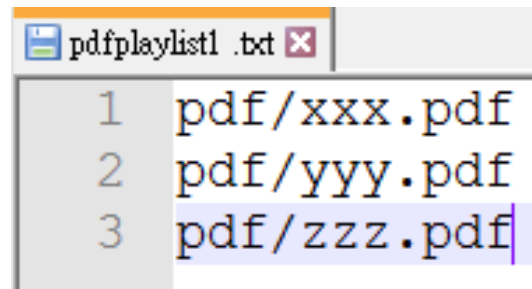 pdfplaylist1 .txt
1 pdf/xxx.pdf
2 pdf/yyy.pdf
3 pdf/zzz.pdf